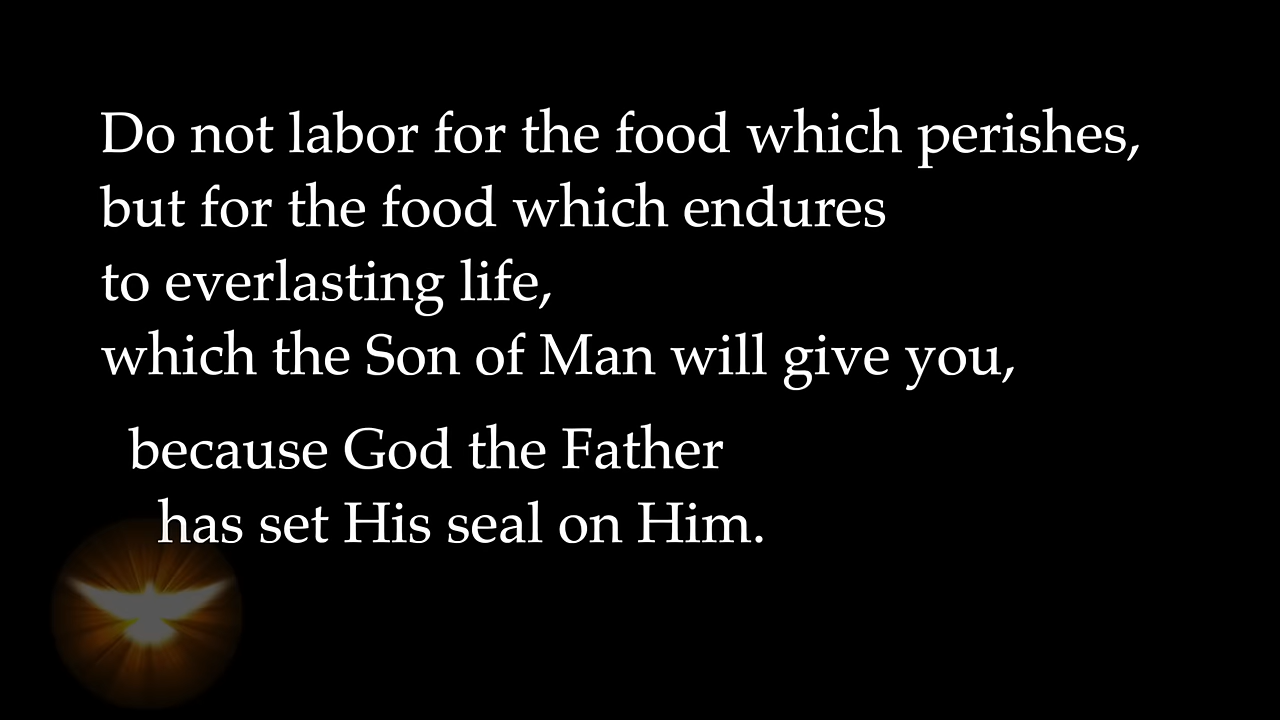 Do not labor for the food which perishes,
but for the food which endures
to everlasting life,
which the Son of Man will give you,
because God the Father
has set His seal on Him.